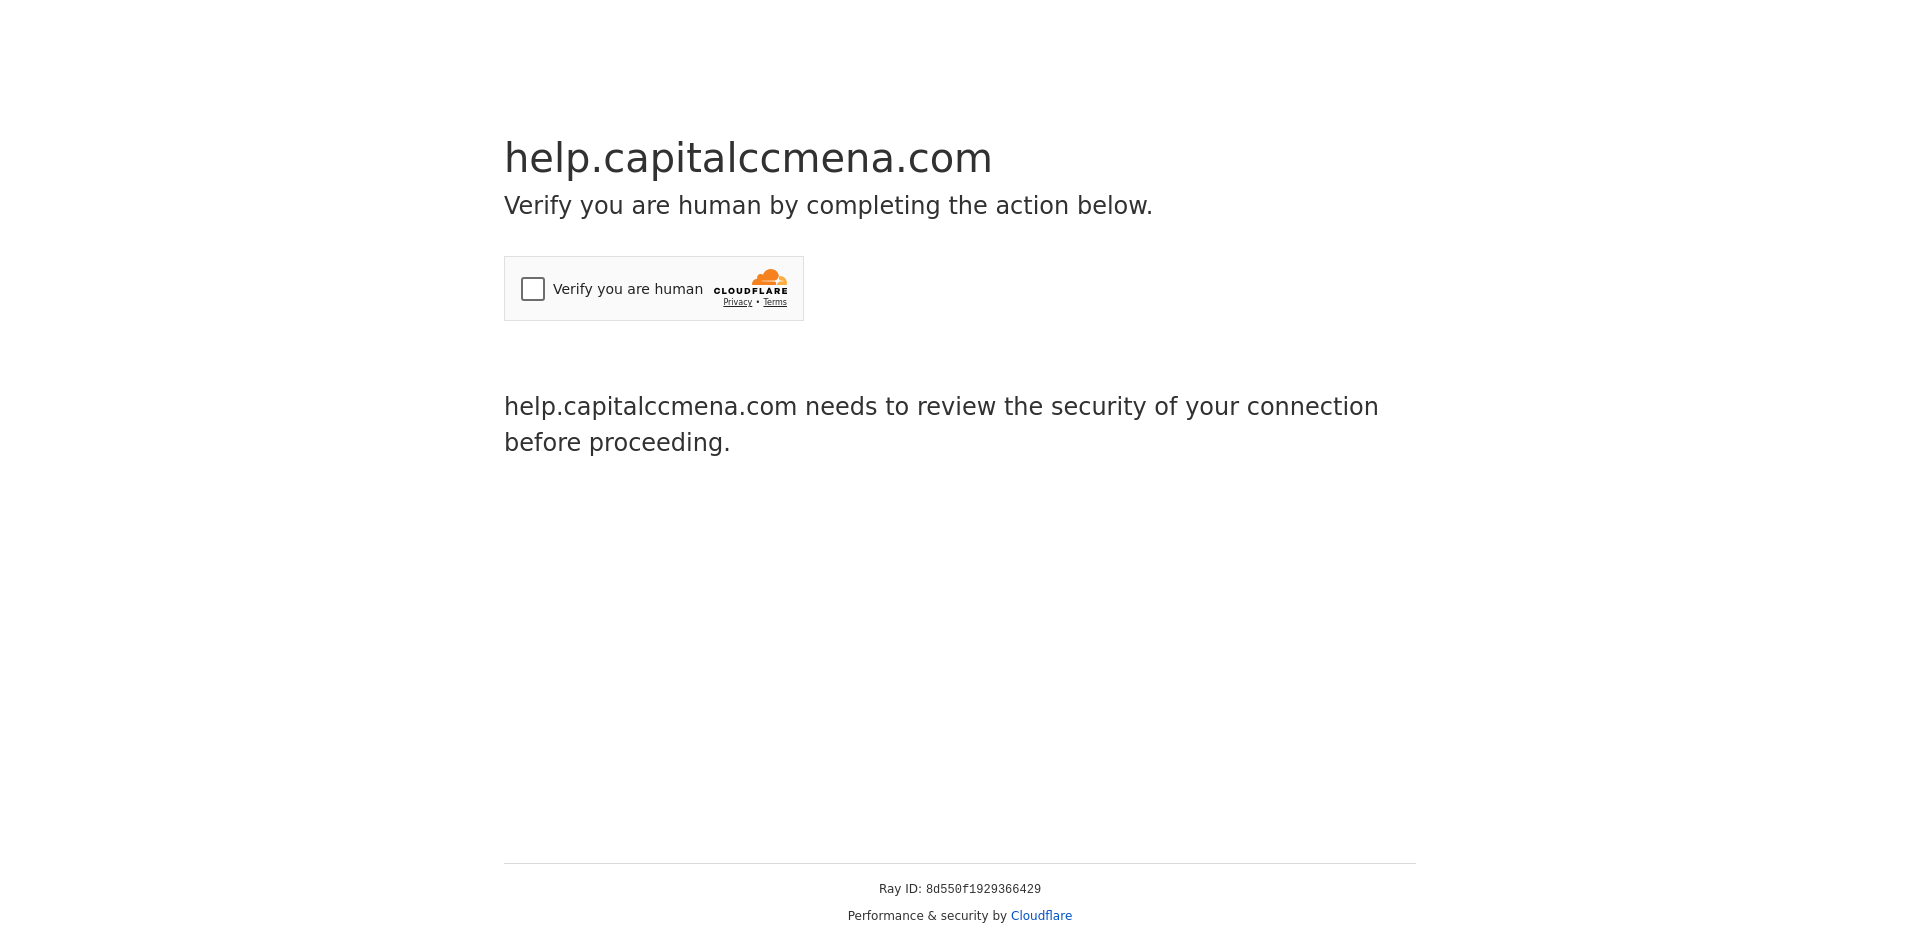 help.capitalccmena.com
Verify you are human by completing the action below.
Verify you are human
CLOUDFLARE
Privacy • Terms
help.capitalccmena.com needs to review the security of your connection
before proceeding.
Ray ID: 8d550f1929366429
Performance & security by Cloudflare